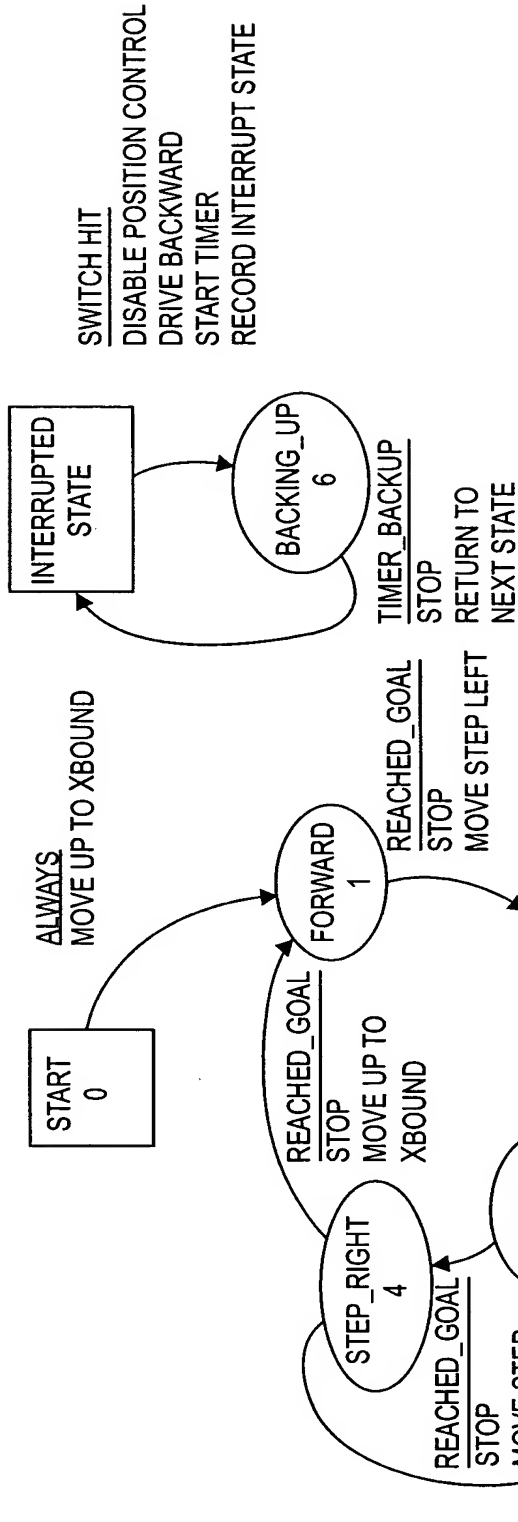 START
0
ALWAYS
MOVE UP TO XBOUND
INTERRUPTED
STATE
SWITCH HIT
DISABLE POSITION CONTROL
DRIVE BACKWARD
START TIMER
RECORD INTERRUPT STATE
BACKING_UP
6
TIMER_BACKUP
STOP
RETURN TO
NEXT STATE
FORWARD
1
REACHED_GOAL
STOP
MOVE STEP LEFT
REACHED_GOAL
STOP
MOVE UP TO
XBOUND
STEP_RIGHT
4
REACHED_GOAL
STOP
MOVE STEP